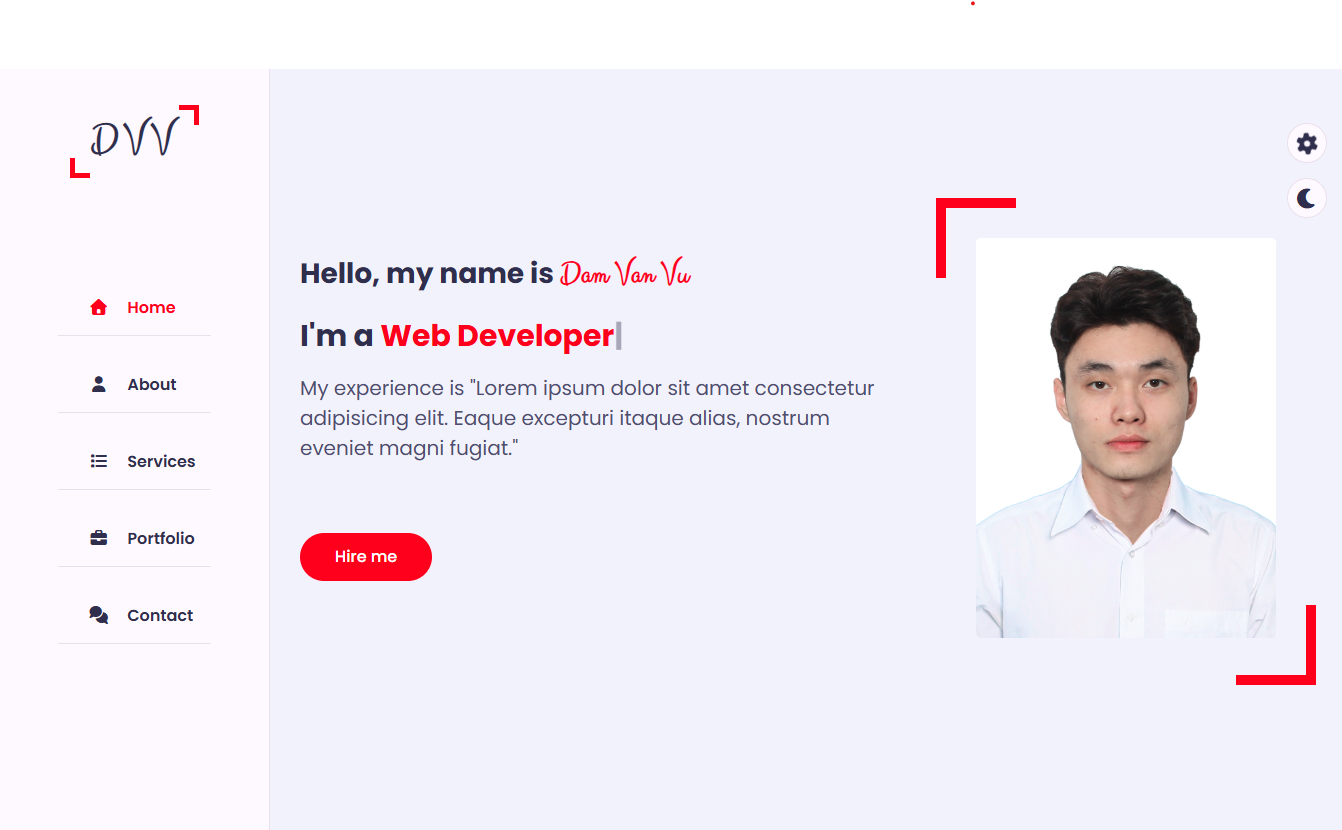 DVV
Home
About
Services
Portfolio
Contact
Hello, my name is Dam Van Vu
I'm a Web Developer
My experience is "Lorem ipsum dolor sit amet consectetur
adipisicing elit. Eaque excepturi itaque alias, nostrum
eveniet magni fugiat."
Hire me